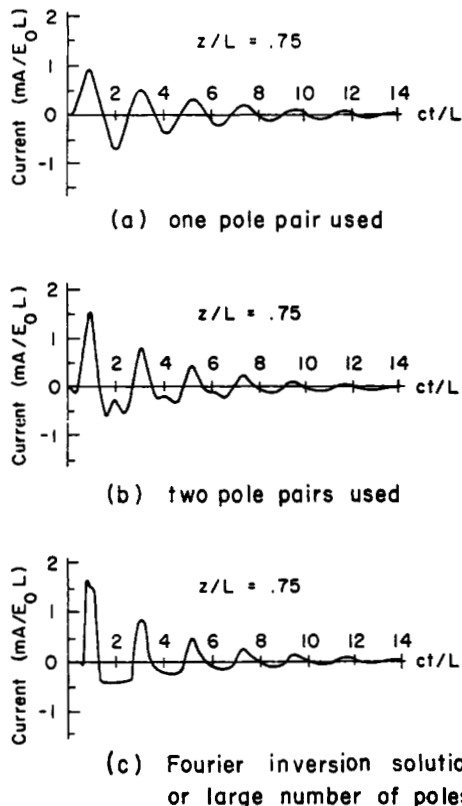 Current (mA/E₀L)
2
1
0
-1
z/L = .75
2 4 6 8 10 12 14
ct/L
(a) one pole pair used
Current (mA/E₀L)
2
1
0
-1
z/L = .75
2 4 6 8 10 12 14
ct/L
(b) two pole pairs used
Current (mA/E₀L)
2
1
0
-1
z/L = .75
2 4 6 8 10 12 14
ct/L
(c) Fourier inversion solutio
or large number of poles